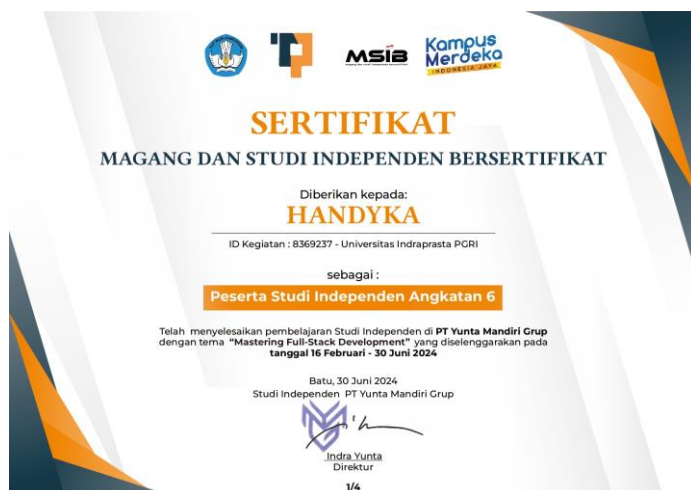 MSiB
Kampus
Merdeka
INDONESIA JAYA
SERTIFIKAT
MAGANG DAN STUDI INDEPENDEN BERSERTIFIKAT
Diberikan kepada:
HANDYKA
ID Kegiatan : 8369237 - Universitas Indraprasta PGRI
sebagai :
Peserta Studi Independen Angkatan 6
Telah menyelesaikan pembelajaran Studi Independen di PT Yunta Mandiri Grup
dengan tema “Mastering Full-Stack Development” yang diselenggarakan pada
tanggal 16 Februari - 30 Juni 2024
Batu, 30 Juni 2024
Studi Independen PT Yunta Mandiri Grup
Indra Yunta
Direktur
1/4